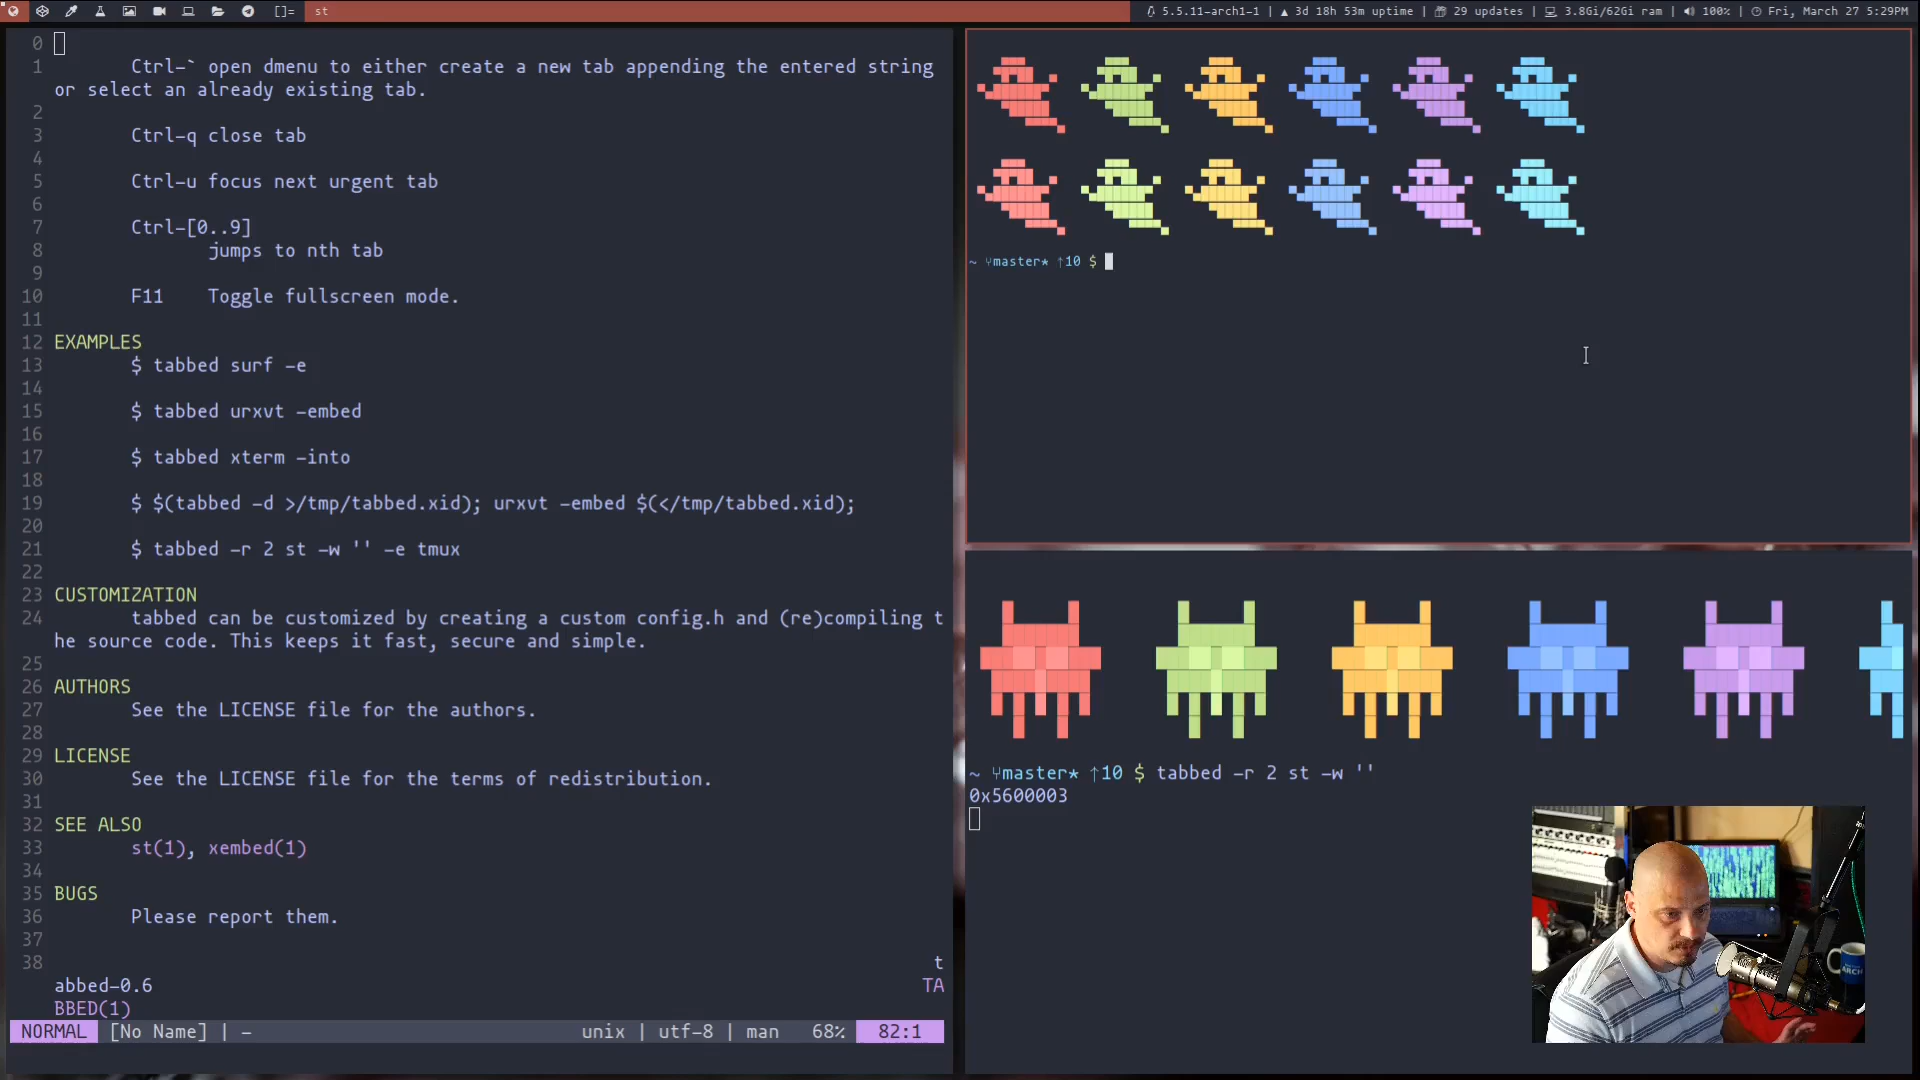 []= st 5.5.11-arch1-1 | ▲ 3d 18h 53m uptime | 29 updates | 3.8Gi/62Gi ram | 100% | Fri, March 27 5:29PM
0
1 Ctrl-` open dmenu to either create a new tab appending the entered string
or select an already existing tab.
2
3 Ctrl-q close tab
4
5 Ctrl-u focus next urgent tab
6
7 Ctrl-[0..9]
8 jumps to nth tab
9
10 F11 Toggle fullscreen mode.
11
12 EXAMPLES
13 $ tabbed surf -e
14
15 $ tabbed urxvt -embed
16
17 $ tabbed xterm -into
18
19 $ $(tabbed -d >/tmp/tabbed.xid); urxvt -embed $(</tmp/tabbed.xid);
20
21 $ tabbed -r 2 st -w '' -e tmux
22
23 CUSTOMIZATION
24 tabbed can be customized by creating a custom config.h and (re)compiling t
he source code. This keeps it fast, secure and simple.
25
26 AUTHORS
27 See the LICENSE file for the authors.
28
29 LICENSE
30 See the LICENSE file for the terms of redistribution.
31
32 SEE ALSO
33 st(1), xembed(1)
34
35 BUGS
36 Please report them.
37
38 t
abbed-0.6 TA
BBED(1)
NORMAL [No Name] | - unix | utf-8 | man 68% 82:1
~ master* ↑10 $
~ master* ↑10 $ tabbed -r 2 st -w ''
0x5600003
ARCH